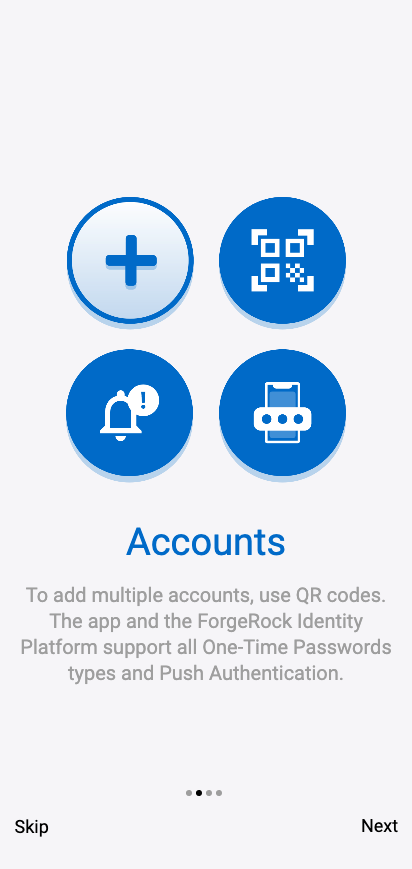 Accounts
To add multiple accounts, use QR codes.
The app and the ForgeRock Identity
Platform support all One-Time Passwords
types and Push Authentication.
Skip
Next